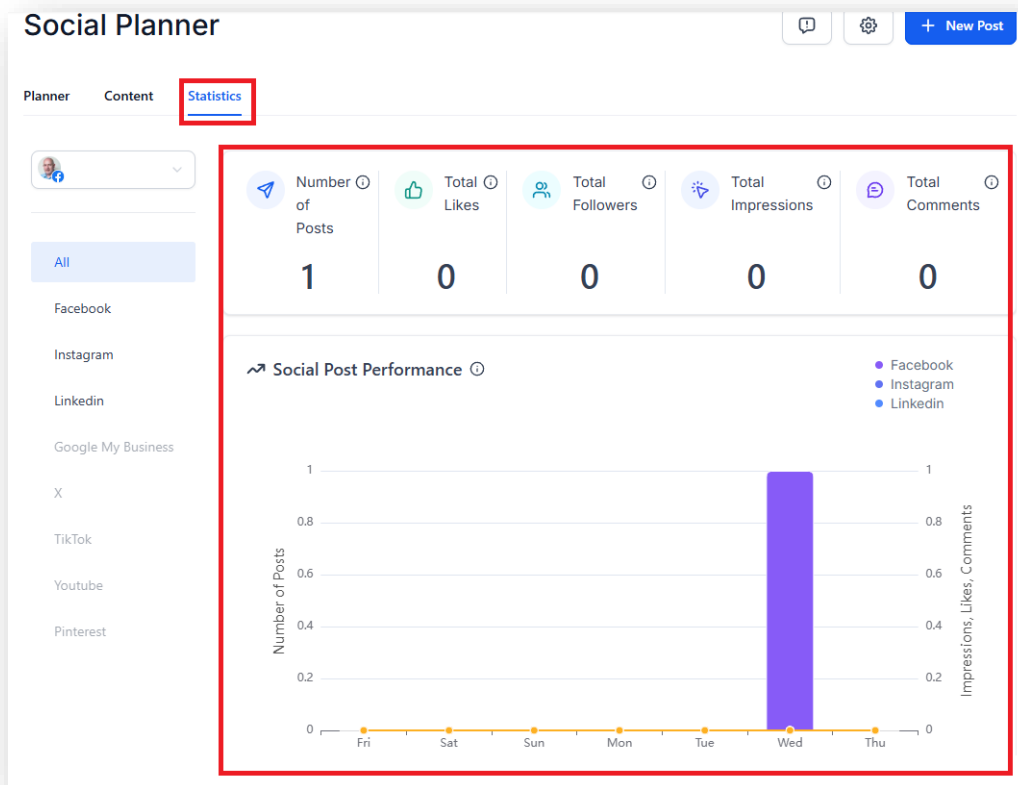 Social Planner
New Post
Planner
Content
Statistics
All
Facebook
Instagram
Linkedin
Google My Business
X
TikTok
Youtube
Pinterest
Number
of
Posts
1
Total
Likes
0
Total
Followers
0
Total
Impressions
0
Total
Comments
0
Social Post Performance
Facebook
Instagram
Linkedin
Number of Posts
1
0.8
0.6
0.4
0.2
0
Fri
Sat
Sun
Mon
Tue
Wed
Thu
1
0.8
0.6
0.4
0.2
0
Impressions, Likes, Comments